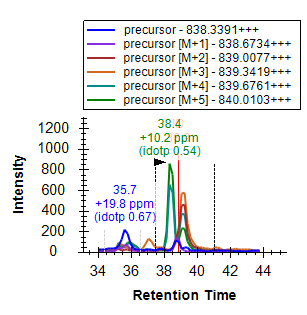 precursor - 838.3391+++
precursor [M+1] - 838.6734+++
precursor [M+2] - 839.0077+++
precursor [M+3] - 839.3419+++
precursor [M+4] - 839.6761+++
precursor [M+5] - 840.0103+++
38.4
+10.2 ppm
(idotp 0.54)
35.7
+19.8 ppm
(idotp 0.67)
Intensity
1200
1000
800
600
400
200
0
34 36 38 40 42 44
Retention Time